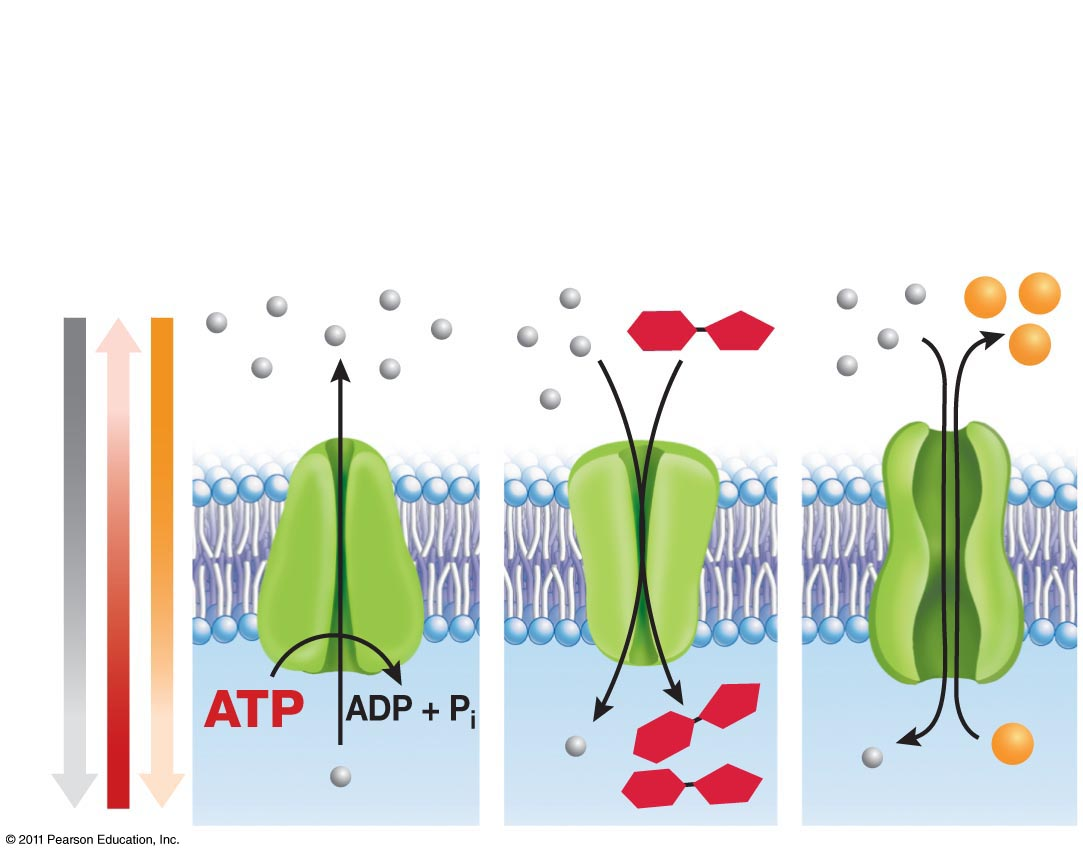 ATP
ADP + Pi
© 2011 Pearson Education, Inc.